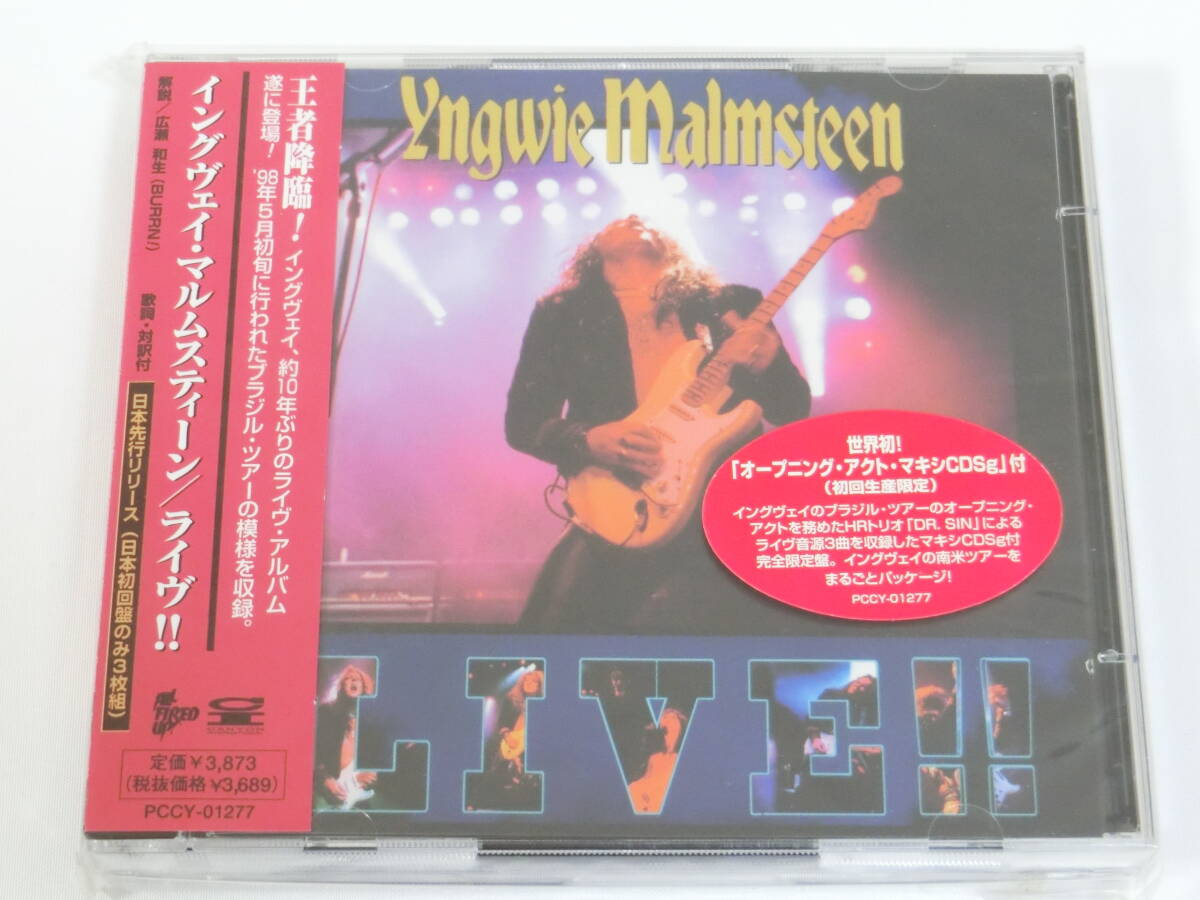 王者降臨!
イングヴェイ、約10年ぶりのライヴ・アルバム
遂に登場! '98年5月初旬に行われたブラジル・ツアーの模様を収録。
イングヴェイ・マルムスティーン/ライヴ!!
解説/広瀬 和生(BURRN!) 歌詞・対訳付
日本先行リリース(日本初回盤のみ3枚組)
FIRED UP
CANYON
定価¥3,873
(税抜価格¥3,689)
PCCY-01277
Yngwie Malmsteen
世界初!
「オープニング・アクト・マキシCDSg」付
(初回生産限定)
イングヴェイのブラジル・ツアーのオープニング・
アクトを務めたHRトリオ「DR. SIN」による
ライヴ音源3曲を収録したマキシCDSg付
完全限定盤。イングヴェイの南米ツアーを
まるごとパッケージ!
PCCY-01277
LIVE!!